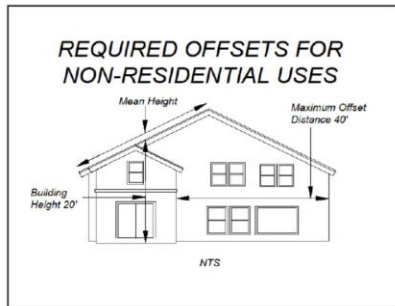 REQUIRED OFFSETS FOR
NON-RESIDENTIAL USES
Mean Height
Maximum Offset
Distance 40'
Building
Height 20'
NTS